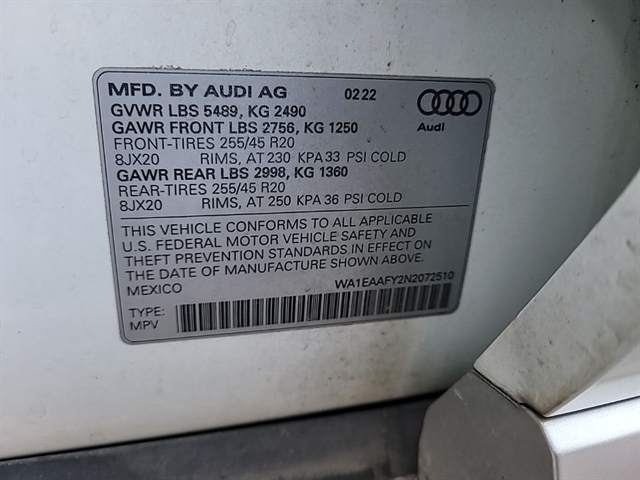 MFD. BY AUDI AG 02 22
GVWR LBS 5489, KG 2490
GAWR FRONT LBS 2756, KG 1250
FRONT-TIRES 255/45 R20
8JX20 RIMS, AT 230 KPA 33 PSI COLD
GAWR REAR LBS 2998, KG 1360
REAR-TIRES 255/45 R20
8JX20 RIMS, AT 250 KPA 36 PSI COLD
Audi
THIS VEHICLE CONFORMS TO ALL APPLICABLE
U.S. FEDERAL MOTOR VEHICLE SAFETY AND
THEFT PREVENTION STANDARDS IN EFFECT ON
THE DATE OF MANUFACTURE SHOWN ABOVE.
MEXICO WA1EAAFY2N2072510
TYPE:
MPV